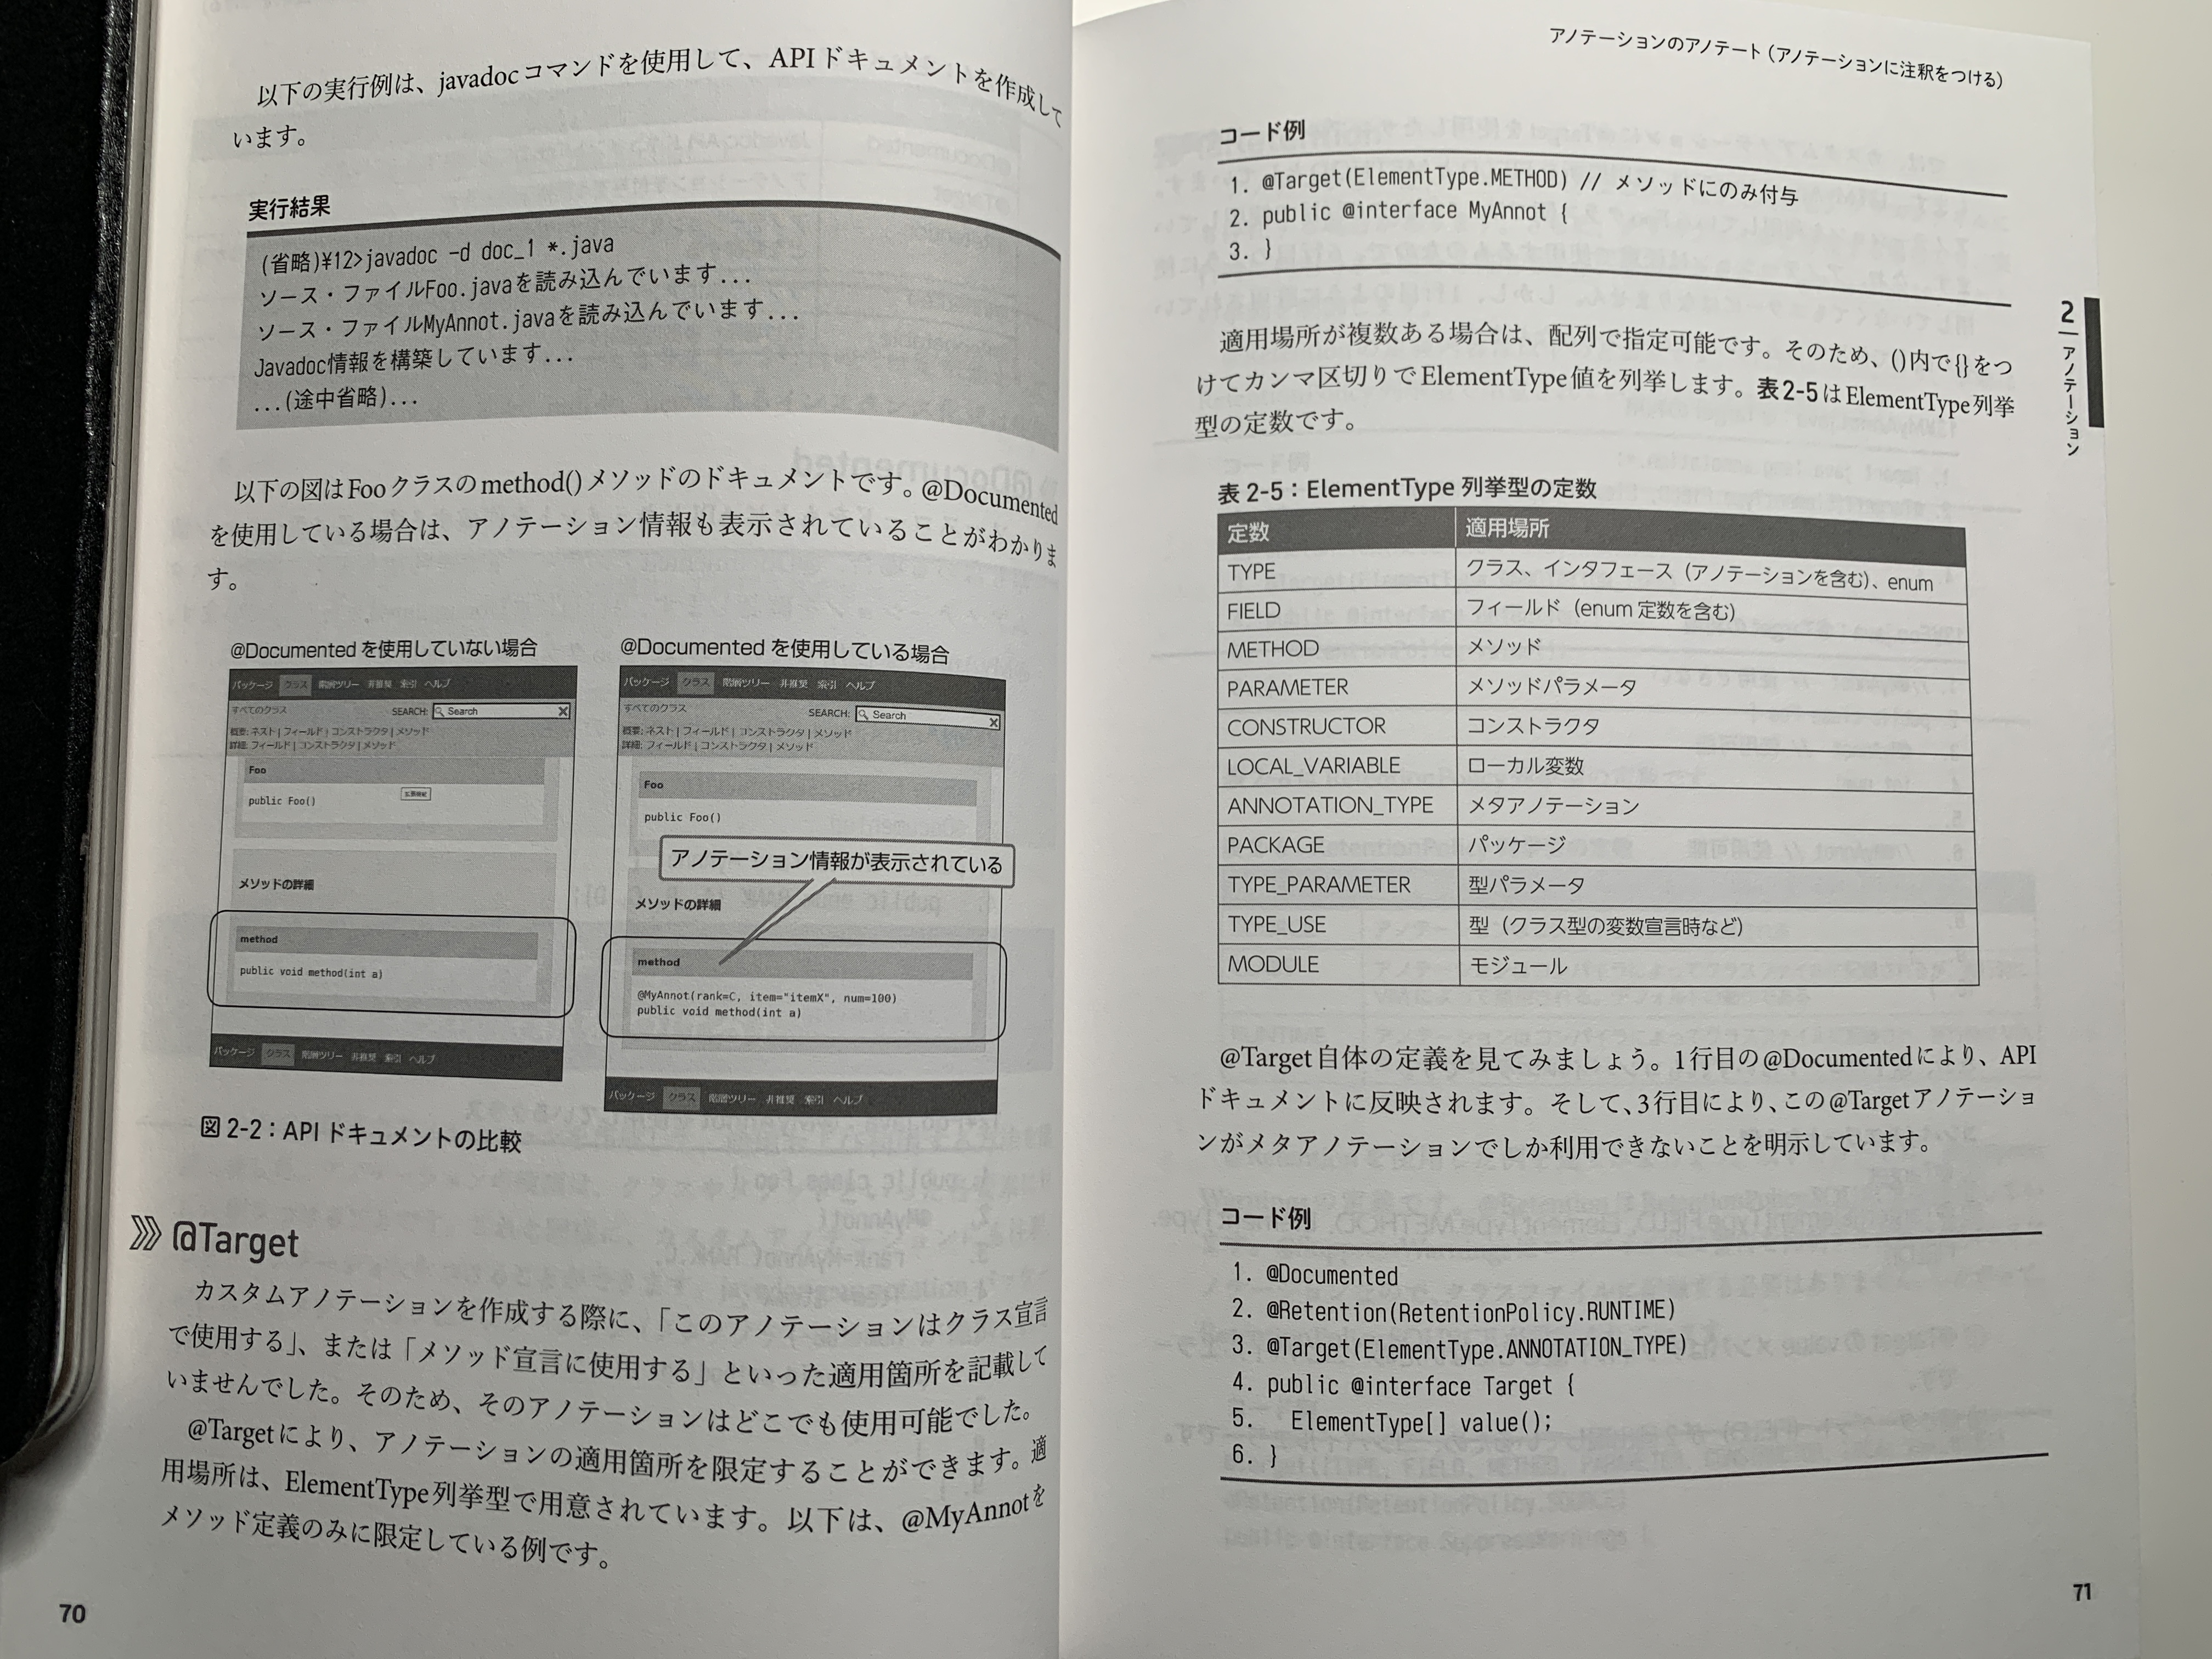 以下の実行例は、javadocコマンドを使用して、APIドキュメントを作成して
います。
実行結果
(省略)¥12>javadoc -d doc_1 *.java
ソース・ファイルFoo.javaを読み込んでいます...
ソース・ファイルMyAnnot.javaを読み込んでいます...
Javadoc情報を構築しています...
...(途中省略)...
以下の図はFooクラスのmethod()メソッドのドキュメントです。@Documented
を使用している場合は、アノテーション情報も表示されていることがわかりま
す。
@Documented を使用していない場合
パッケージ クラス 階層ツリー 非推奨 索引 ヘルプ
すべてのクラス SEARCH: Search
概要: ネスト | フィールド | コンストラクタ | メソッド
詳細: フィールド | コンストラクタ | メソッド
Foo
public Foo()
メソッドの詳細
method
public void method(int a)
パッケージ クラス 階層ツリー 非推奨 索引 ヘルプ
@Documented を使用している場合
パッケージ クラス 階層ツリー 非推奨 索引 ヘルプ
すべてのクラス SEARCH: Search
概要: ネスト | フィールド | コンストラクタ | メソッド
詳細: フィールド | コンストラクタ | メソッド
Foo
public Foo()
アノテーション情報が表示されている
メソッドの詳細
method
@MyAnnot(rank=C, item="itemX", num=100)
public void method(int a)
パッケージ クラス 階層ツリー 非推奨 索引 ヘルプ
図 2-2：API ドキュメントの比較
@Target
カスタムアノテーションを作成する際に、「このアノテーションはクラス宣言
で使用する」、または「メソッド宣言に使用する」といった適用箇所を記載して
いませんでした。そのため、そのアノテーションはどこでも使用可能でした。
@Targetにより、アノテーションの適用箇所を限定することができます。適
用場所は、ElementType列挙型で用意されています。以下は、@MyAnnotを
メソッド定義のみに限定している例です。
70
アノテーションのアノテート（アノテーションに注釈をつける）
コード例
1. @Target(ElementType.METHOD) // メソッドにのみ付与
2. public @interface MyAnnot {
3. }
適用場所が複数ある場合は、配列で指定可能です。そのため、()内で{}をつ
けてカンマ区切りでElementType値を列挙します。表2-5はElementType列挙
型の定数です。
表 2-5：ElementType 列挙型の定数
定数 適用場所
TYPE クラス、インタフェース（アノテーションを含む）、enum
FIELD フィールド（enum 定数を含む）
METHOD メソッド
PARAMETER メソッドパラメータ
CONSTRUCTOR コンストラクタ
LOCAL_VARIABLE ローカル変数
ANNOTATION_TYPE メタアノテーション
PACKAGE パッケージ
TYPE_PARAMETER 型パラメータ
TYPE_USE 型（クラス型の変数宣言時など）
MODULE モジュール
@Target自体の定義を見てみましょう。1行目の@Documentedにより、API
ドキュメントに反映されます。そして、3行目により、この@Targetアノテーショ
ンがメタアノテーションでしか利用できないことを明示しています。
コード例
1. @Documented
2. @Retention(RetentionPolicy.RUNTIME)
3. @Target(ElementType.ANNOTATION_TYPE)
4. public @interface Target {
5. ElementType[] value();
6. }
2
アノテーション
71